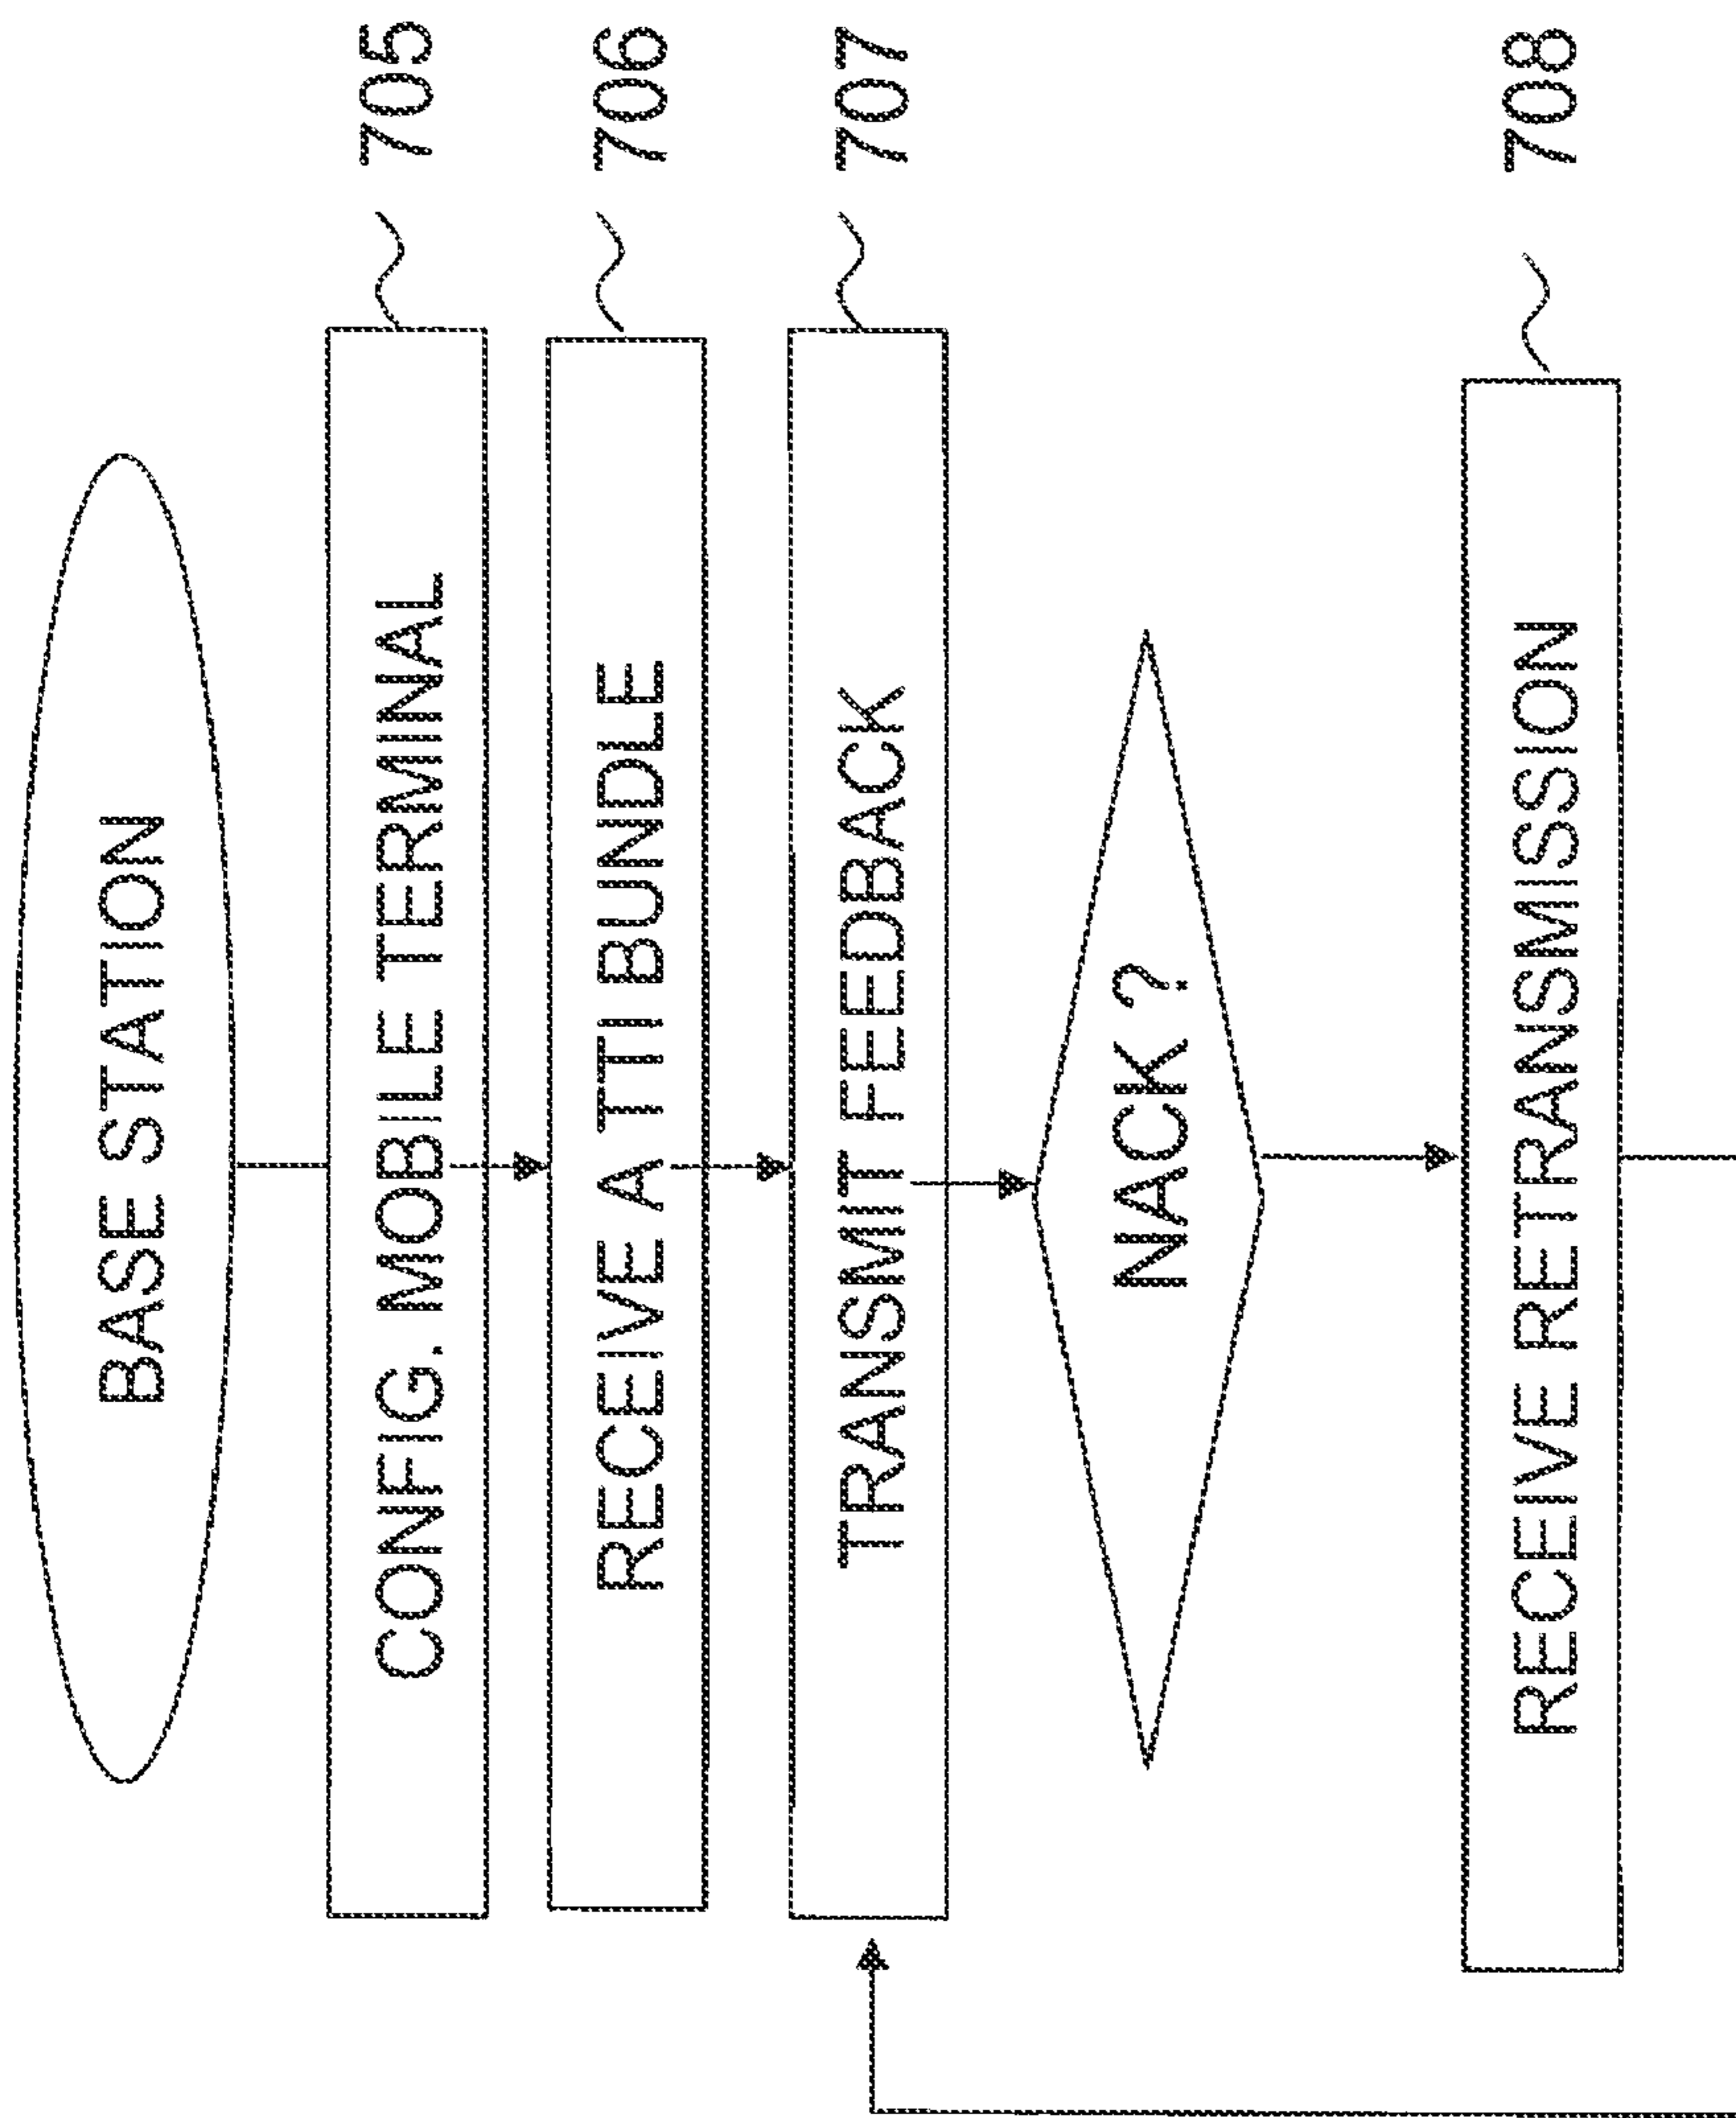 BASE STATION
CONFIG. MOBILE TERMINAL
705
RECEIVE A TTI BUNDLE
706
TRANSMIT FEEDBACK
707
NACK ?
RECEIVE RETRANSMISSION
708